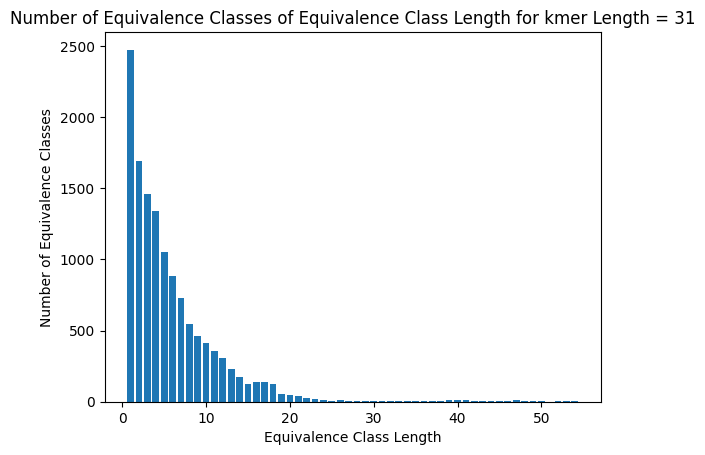 Number of Equivalence Classes of Equivalence Class Length for kmer Length = 31
2500
2000
1500
1000
500
0
Number of Equivalence Classes
0 10 20 30 40 50
Equivalence Class Length